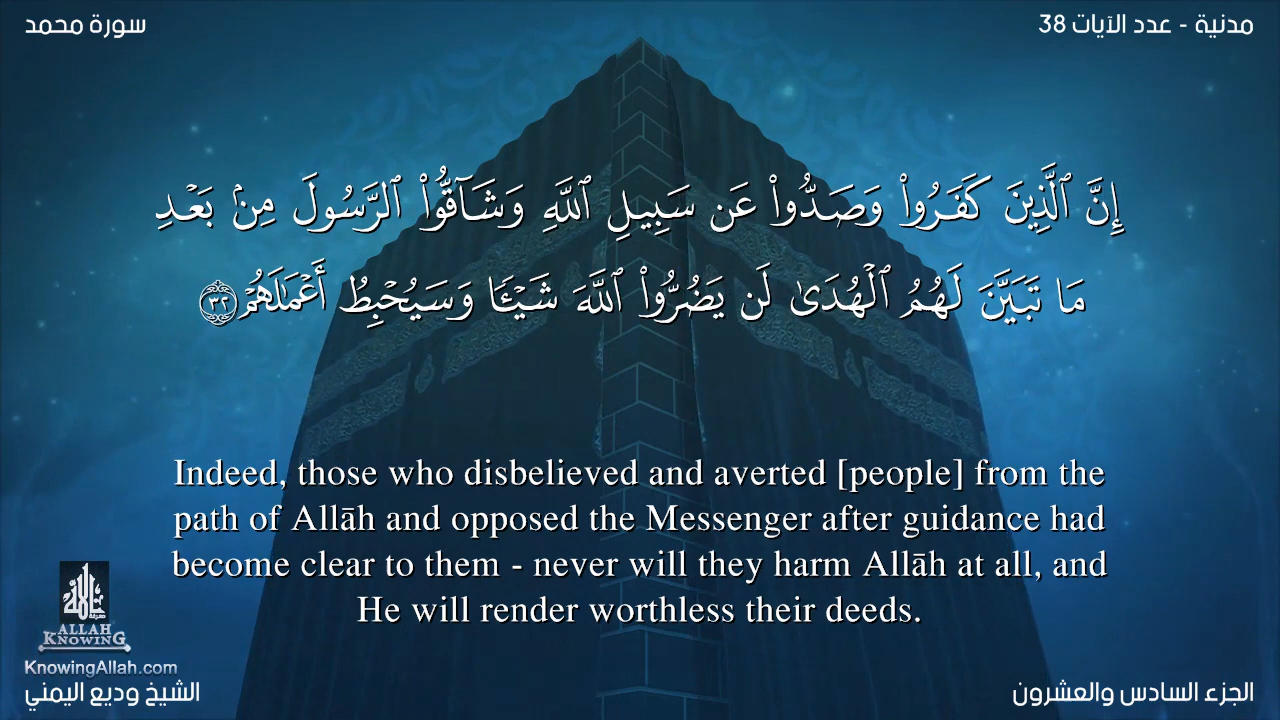 سورة محمد
مدنية - عدد الآيات 38
إِنَّ ٱلَّذِينَ كَفَرُوا۟ وَصَدُّوا۟ عَن سَبِيلِ ٱللَّهِ وَشَآقُّوا۟ ٱلرَّسُولَ مِنۢ بَعْدِ
مَا تَبَيَّنَ لَهُمُ ٱلْهُدَىٰ لَن يَضُرُّوا۟ ٱللَّهَ شَيْـًٔا وَسَيُحْبِطُ أَعْمَـٰلَهُمْ ٣٢
Indeed, those who disbelieved and averted [people] from the
path of Allāh and opposed the Messenger after guidance had
become clear to them - never will they harm Allāh at all, and
He will render worthless their deeds.
ALLAH
KNOWING
KnowingAllah.com
الشيخ وديع اليمني
الجزء السادس والعشرون